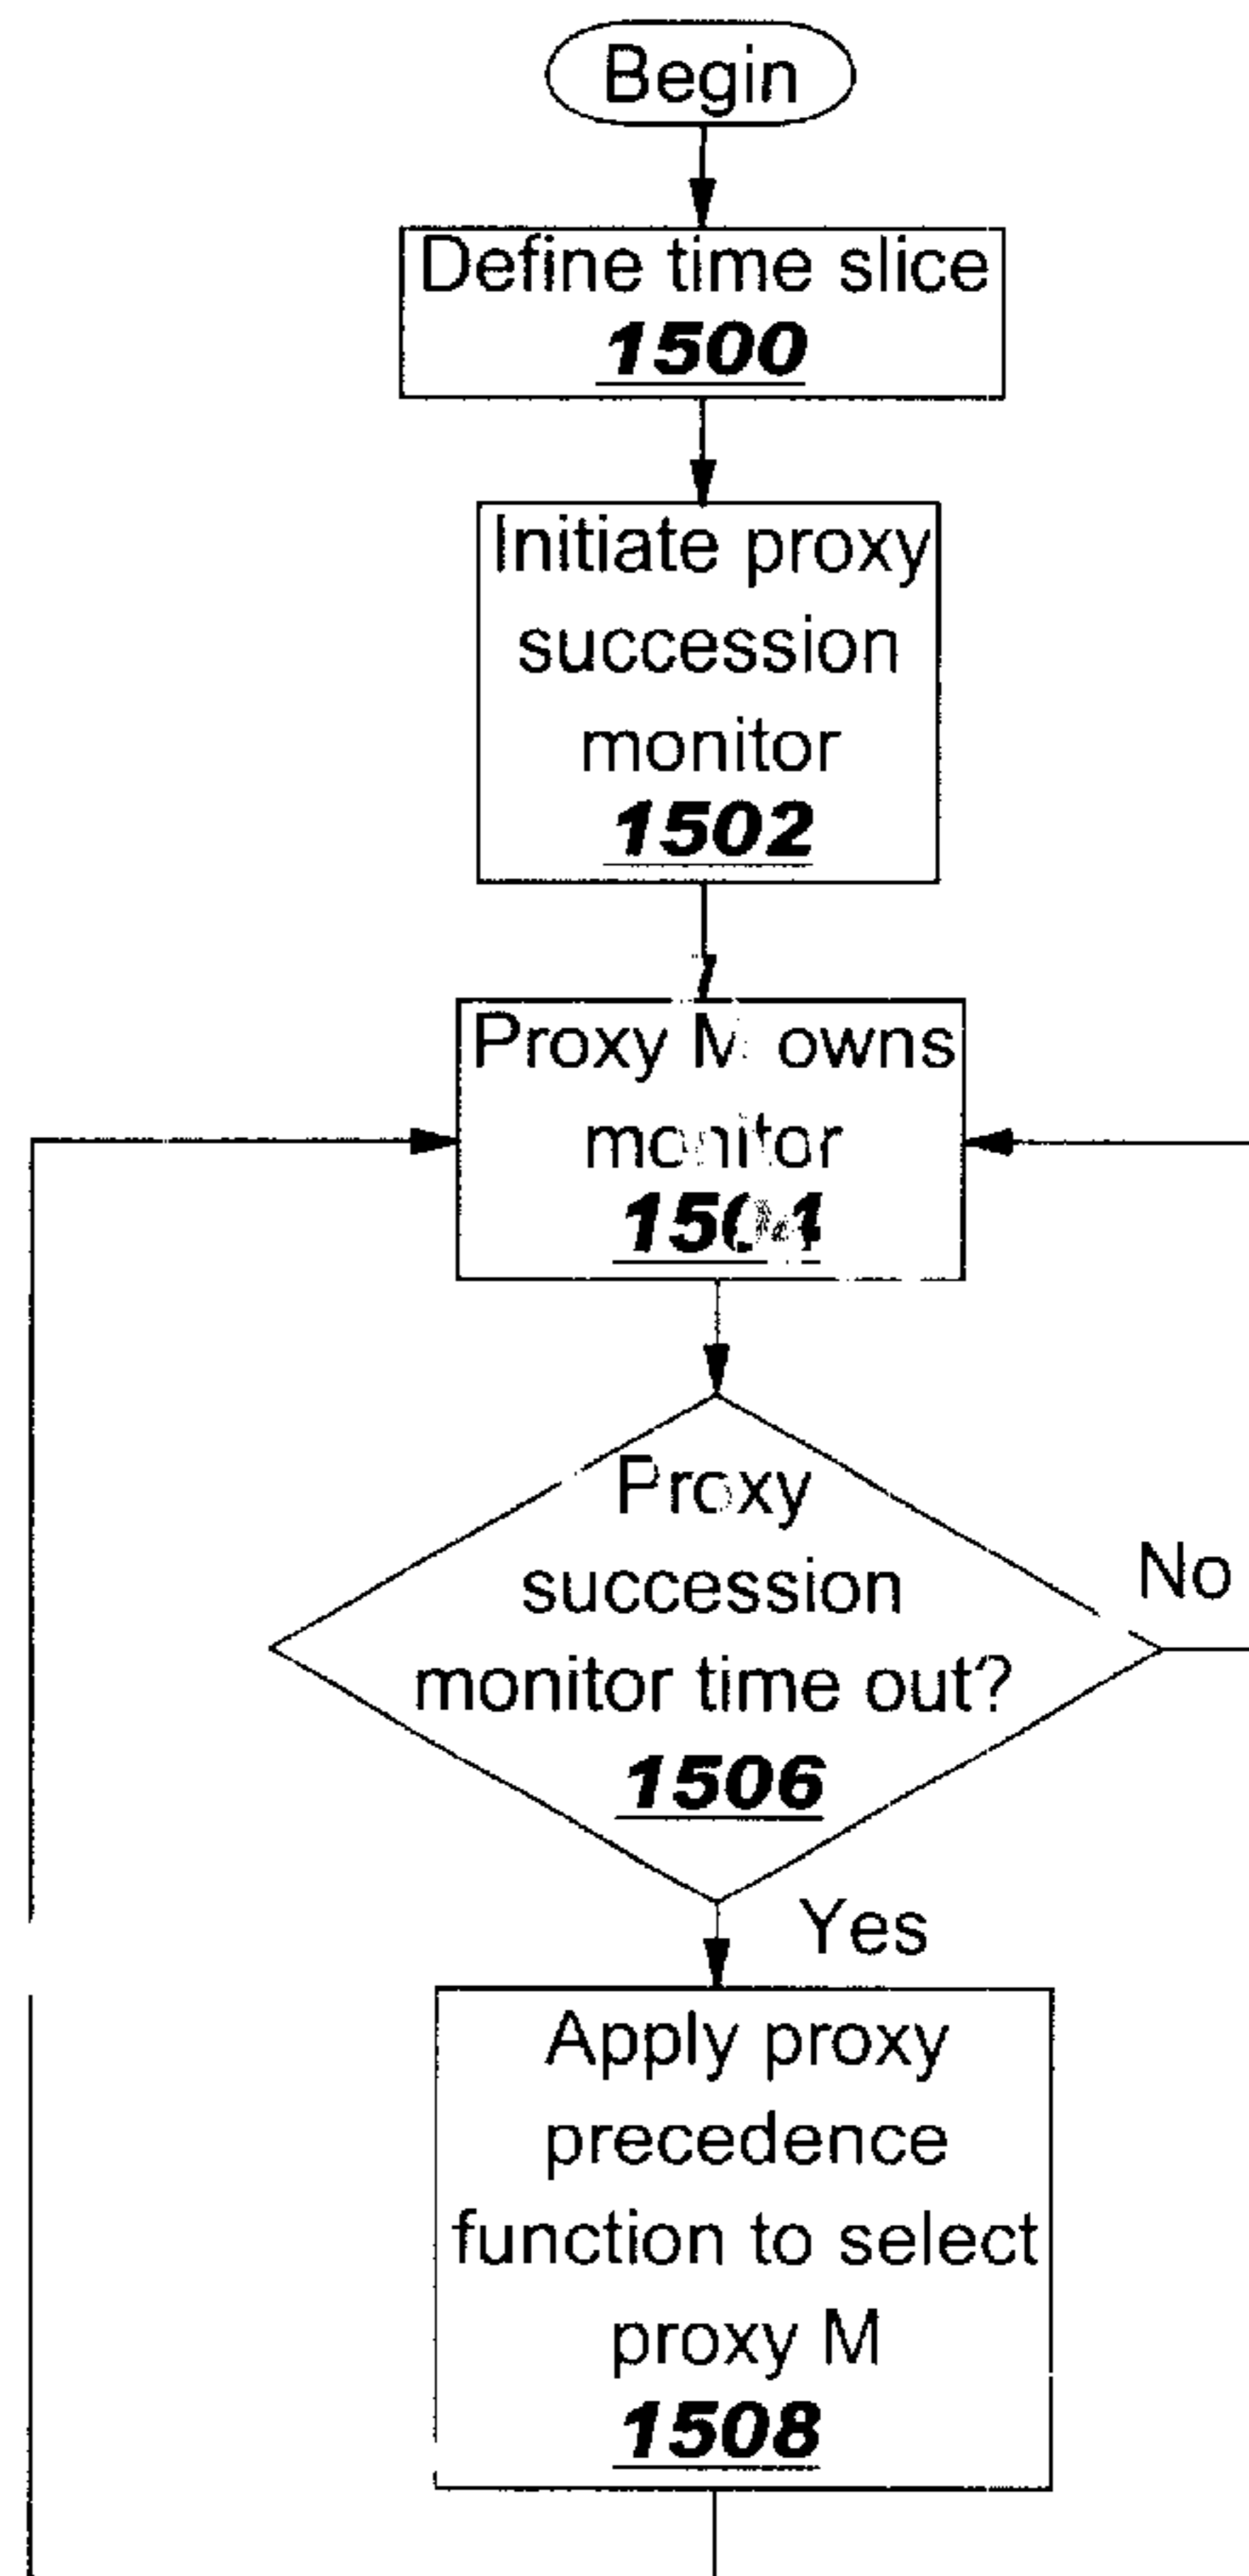 Begin
Define time slice
1500
Initiate proxy
succession
monitor
1502
Proxy M owns
monitor
1504
Proxy
succession
monitor time out?
1506
No
Yes
Apply proxy
precedence
function to select
proxy M
1508